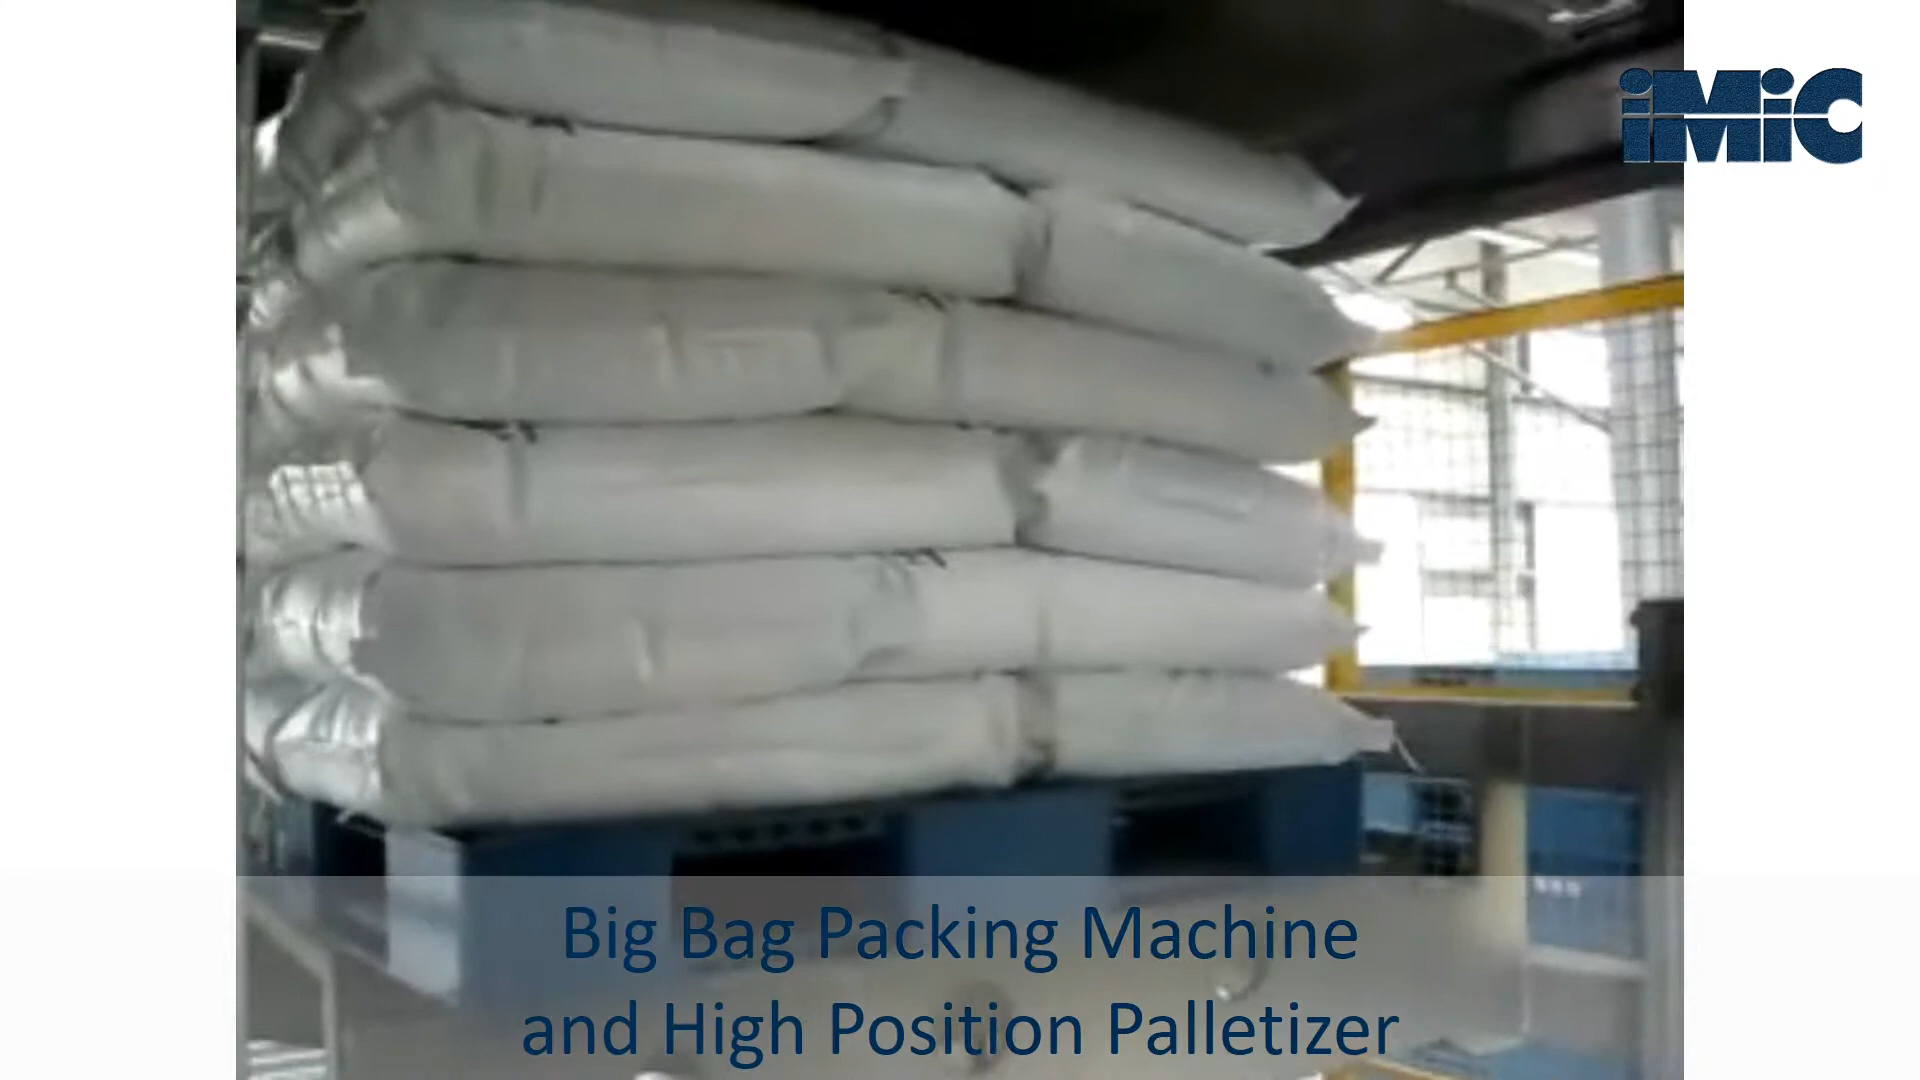 iMiC
Big Bag Packing Machine
and High Position Palletizer